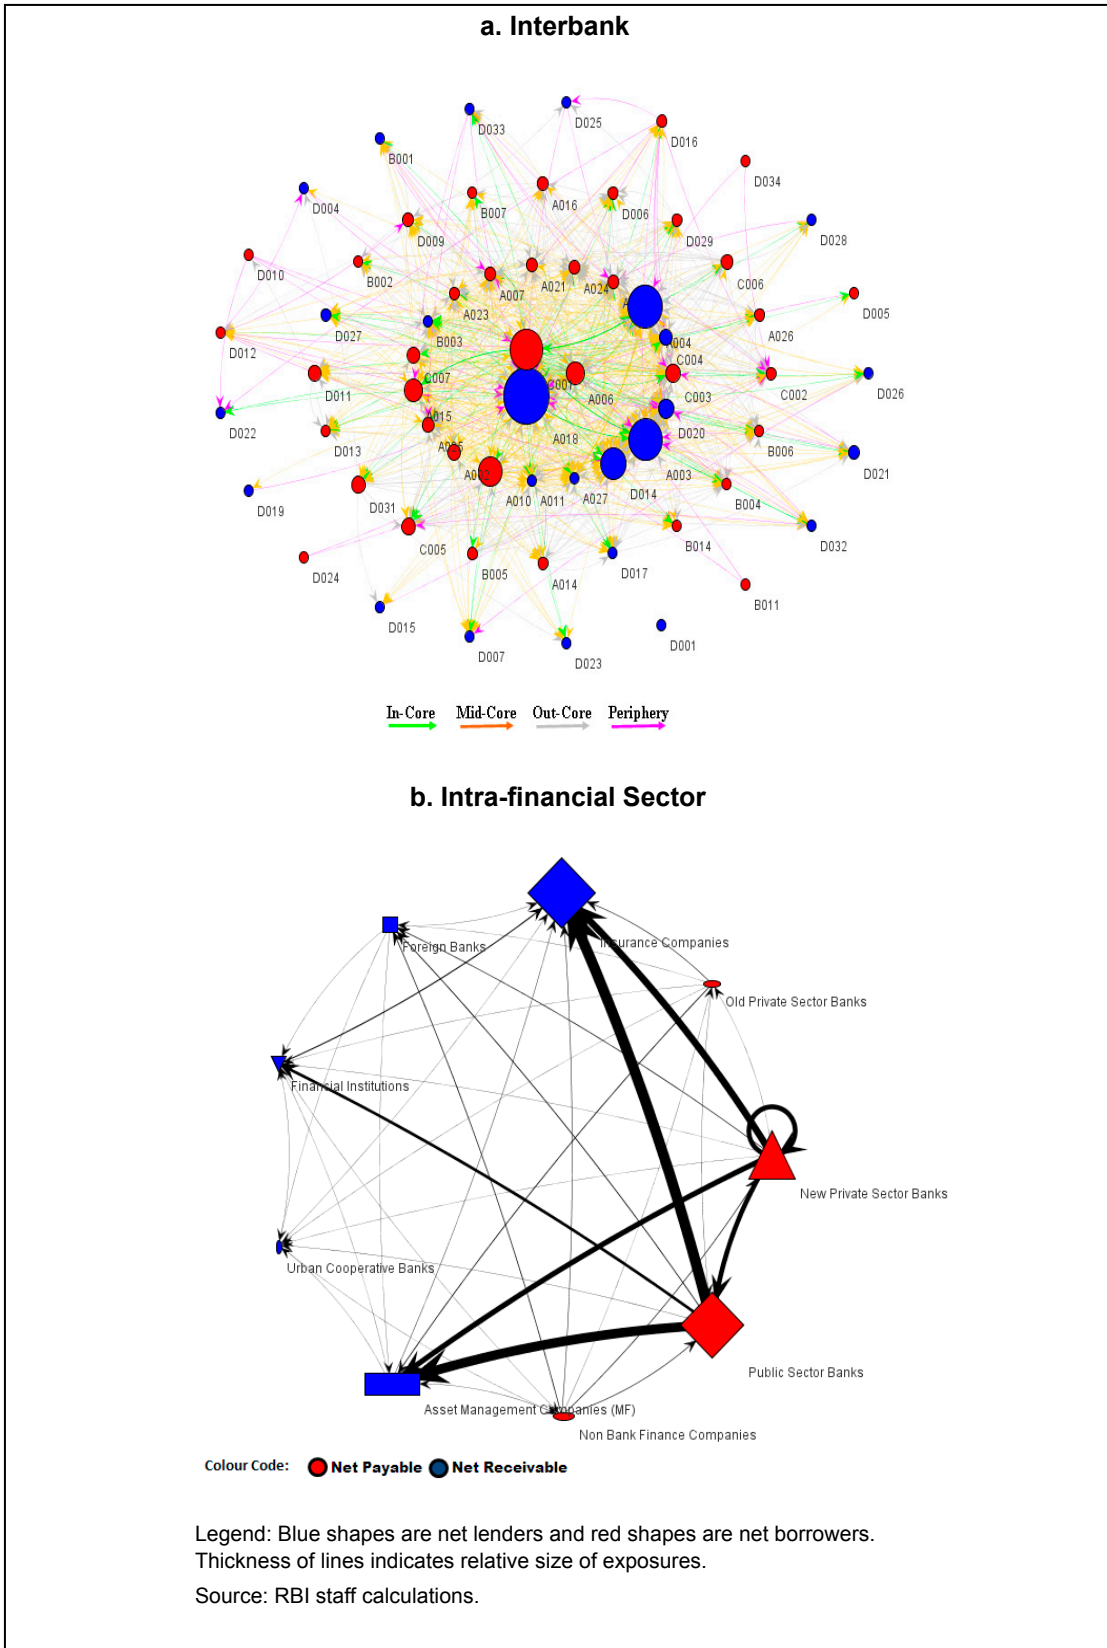 a. Interbank
D033
D025
D016
B001
D034
D004
B007
A016
D006
D029
D028
D009
D010
B002
A007
A021
A024
C006
D005
A023
A026
D027
B003
A004
D012
C004
C007
C001
A006
C003
C002
D026
D011
D022
A015
A018
D020
D013
A025
A003
B006
D021
A002
A010
A011
A027
D014
B004
D019
D031
D032
C005
B005
A014
D017
B014
D024
B011
D015
D007
D023
D001
In-Core Mid-Core Out-Core Periphery
b. Intra-financial Sector
Insurance Companies
Foreign Banks
Old Private Sector Banks
Financial Institutions
New Private Sector Banks
Urban Cooperative Banks
Public Sector Banks
Asset Management Companies (MF)
Non Bank Finance Companies
Colour Code: Net Payable Net Receivable
Legend: Blue shapes are net lenders and red shapes are net borrowers.
Thickness of lines indicates relative size of exposures.
Source: RBI staff calculations.